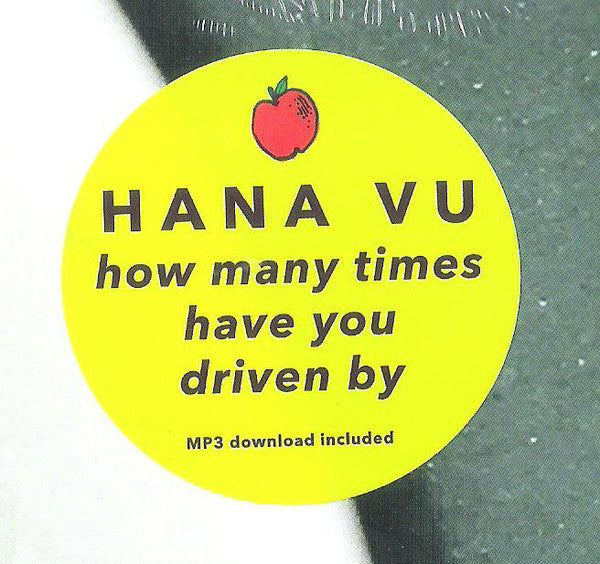 HANA VU
how many times
have you
driven by
MP3 download included